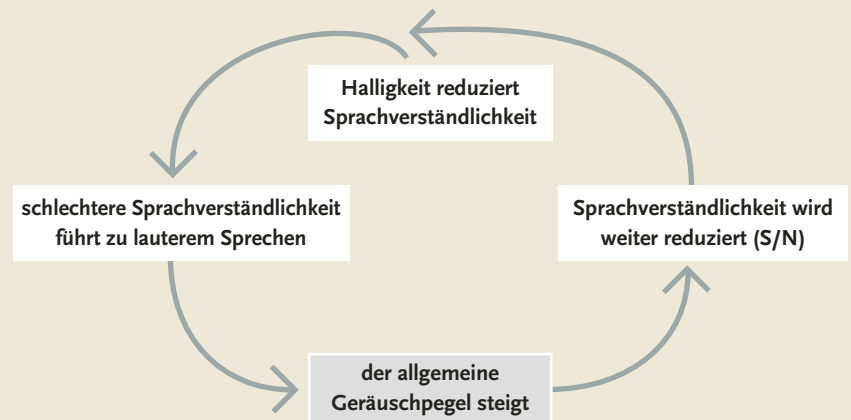 Halligkeit reduziert
Sprachverständlichkeit
schlechtere Sprachverständlichkeit
führt zu lauterem Sprechen
Sprachverständlichkeit wird
weiter reduziert (S/N)
der allgemeine
Geräuschpegel steigt